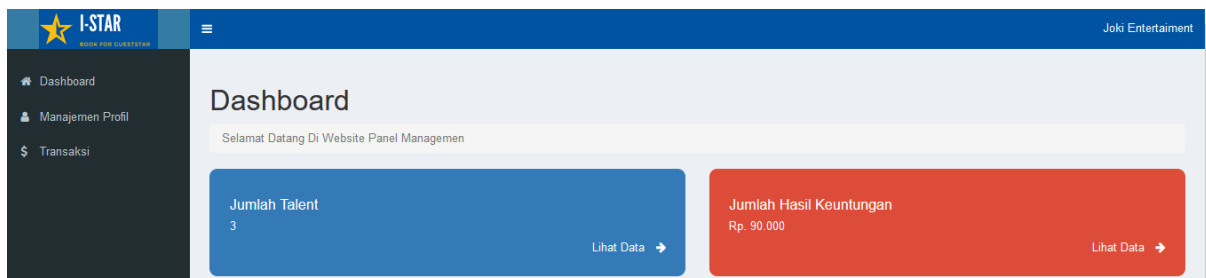 I-STAR
BOOK FOR GUESTSTAR
Joki Entertaiment
Dashboard
Manajemen Profil
$ Transaksi
Dashboard
Selamat Datang Di Website Panel Managemen
Jumlah Talent
3
Lihat Data
Jumlah Hasil Keuntungan
Rp. 90.000
Lihat Data